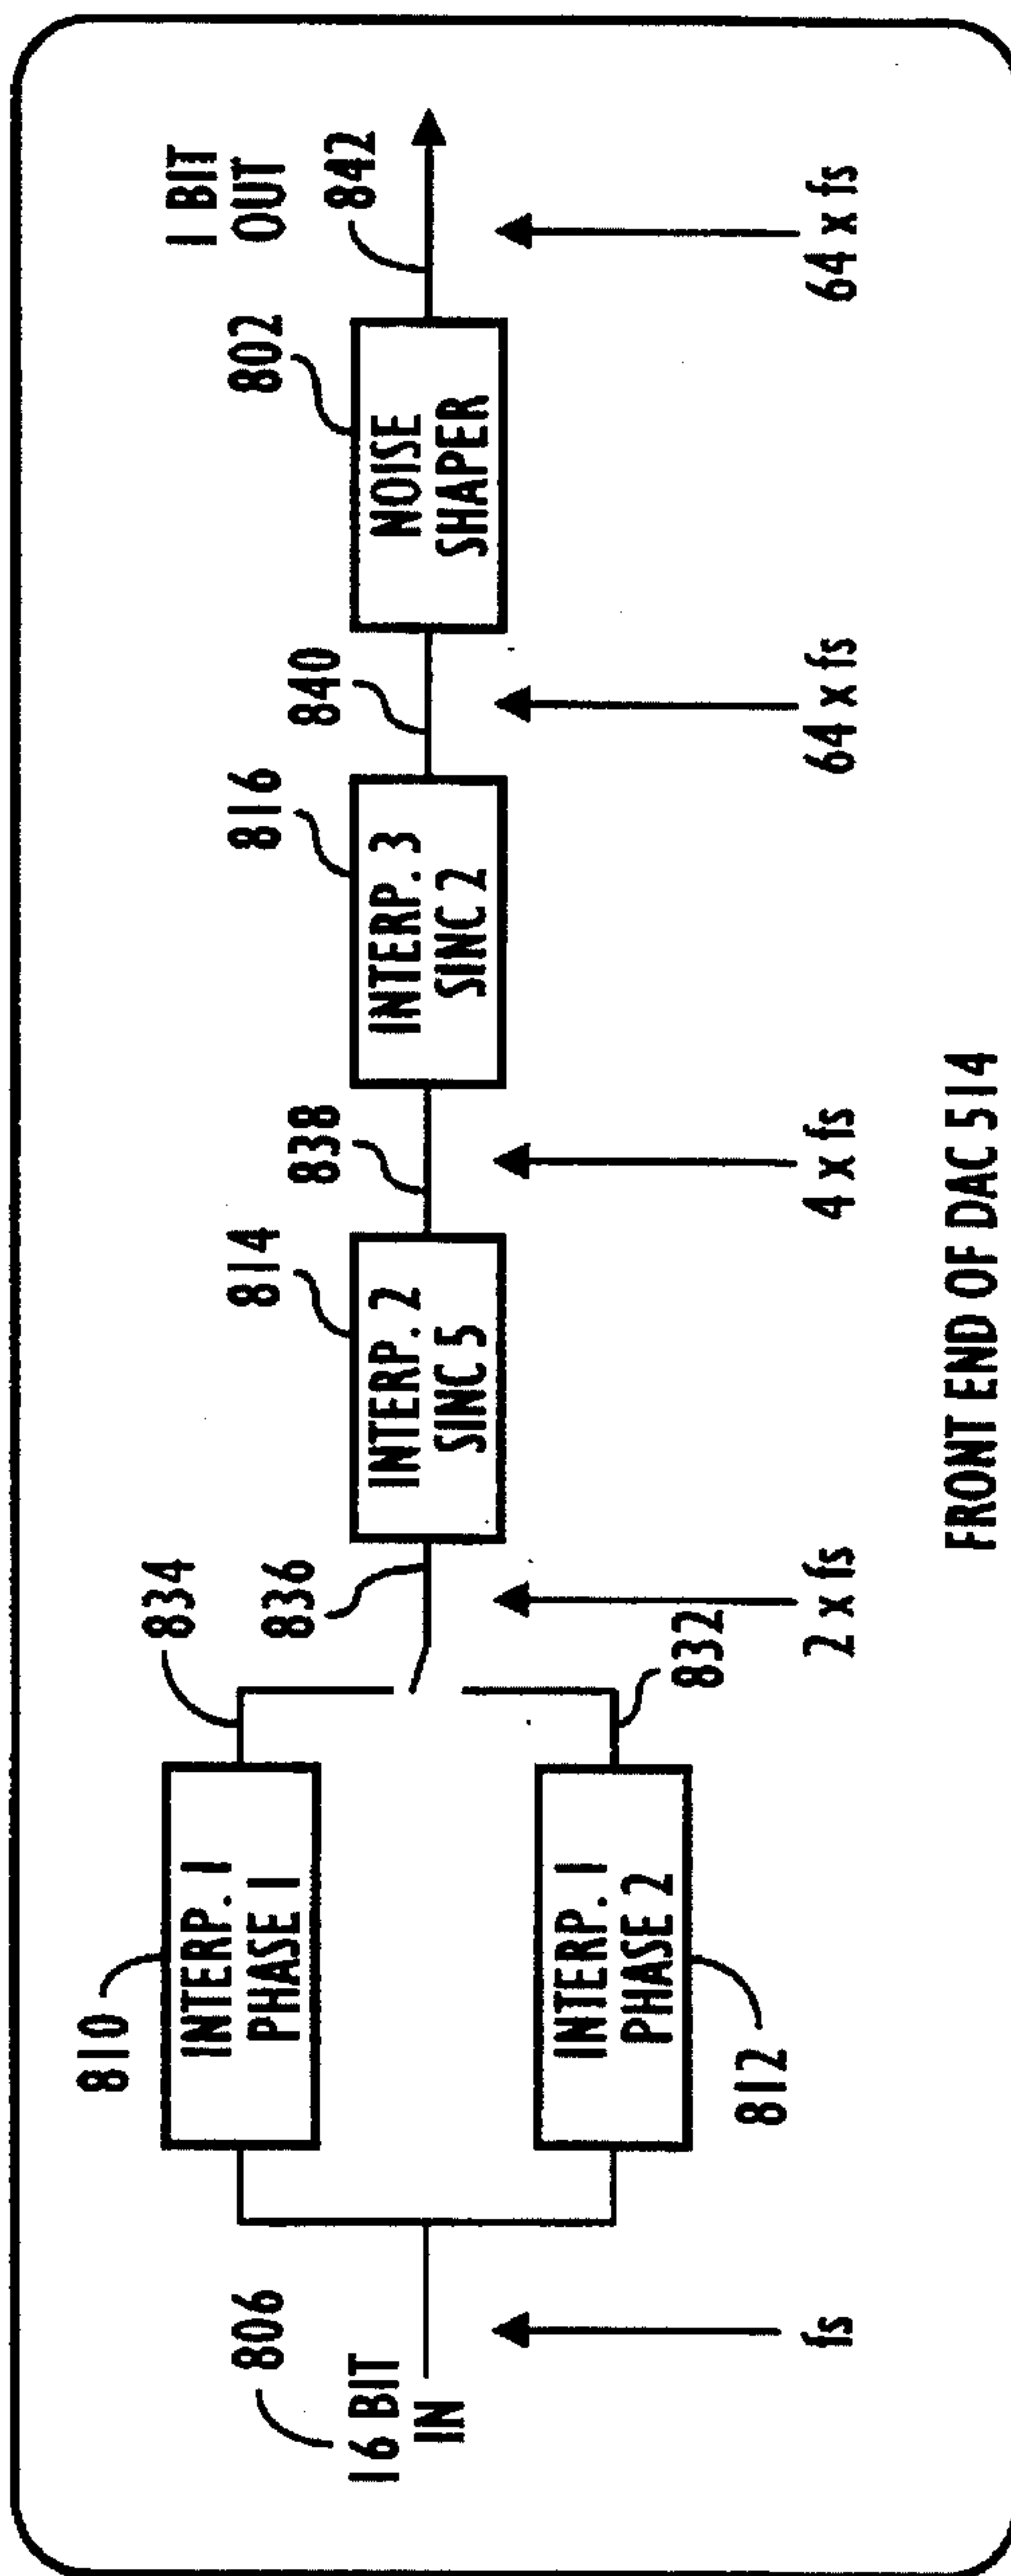 806
16 BIT
IN
fs
810
INTERP. 1
PHASE 1
INTERP. 1
PHASE 2
812
834
832
836
2 x fs
814
INTERP. 2
SINC 5
838
4 x fs
816
INTERP. 3
SINC 2
840
64 x fs
802
NOISE
SHAPER
1 BIT
OUT
842
64 x fs
FRONT END OF DAC 514